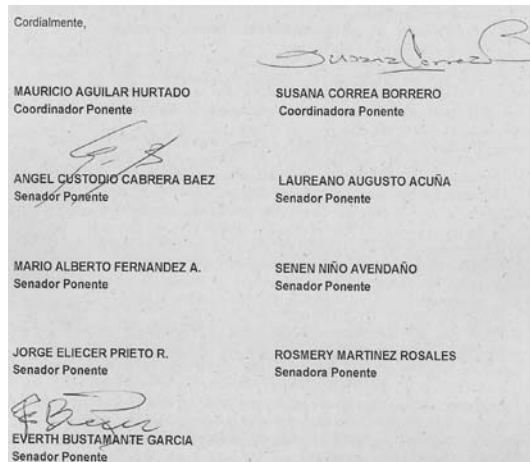 Cordialmente,
Susana Correa B
MAURICIO AGUILAR HURTADO
Coordinador Ponente
SUSANA CORREA BORRERO
Coordinadora Ponente
ANGEL CUSTODIO CABRERA BAEZ
Senador Ponente
LAUREANO AUGUSTO ACUÑA
Senador Ponente
MARIO ALBERTO FERNANDEZ A.
Senador Ponente
SENEN NIÑO AVENDAÑO
Senador Ponente
JORGE ELIECER PRIETO R.
Senador Ponente
ROSMERY MARTINEZ ROSALES
Senadora Ponente
EVERTH BUSTAMANTE GARCIA
Senador Ponente